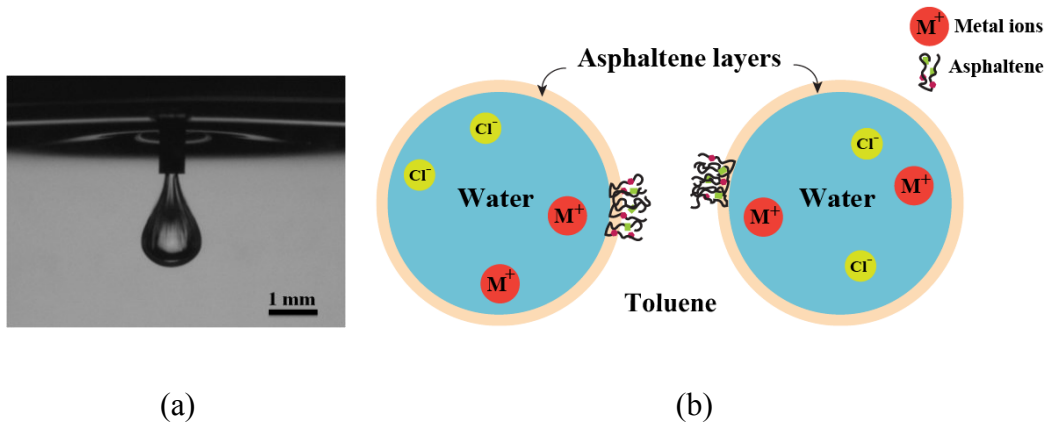 M+ Metal ions
Asphaltene
Asphaltene layers
Cl−
Cl−
Water
M+
M+
Cl−
M+
Water
M+
Cl−
Toluene
1 mm
(a)
(b)